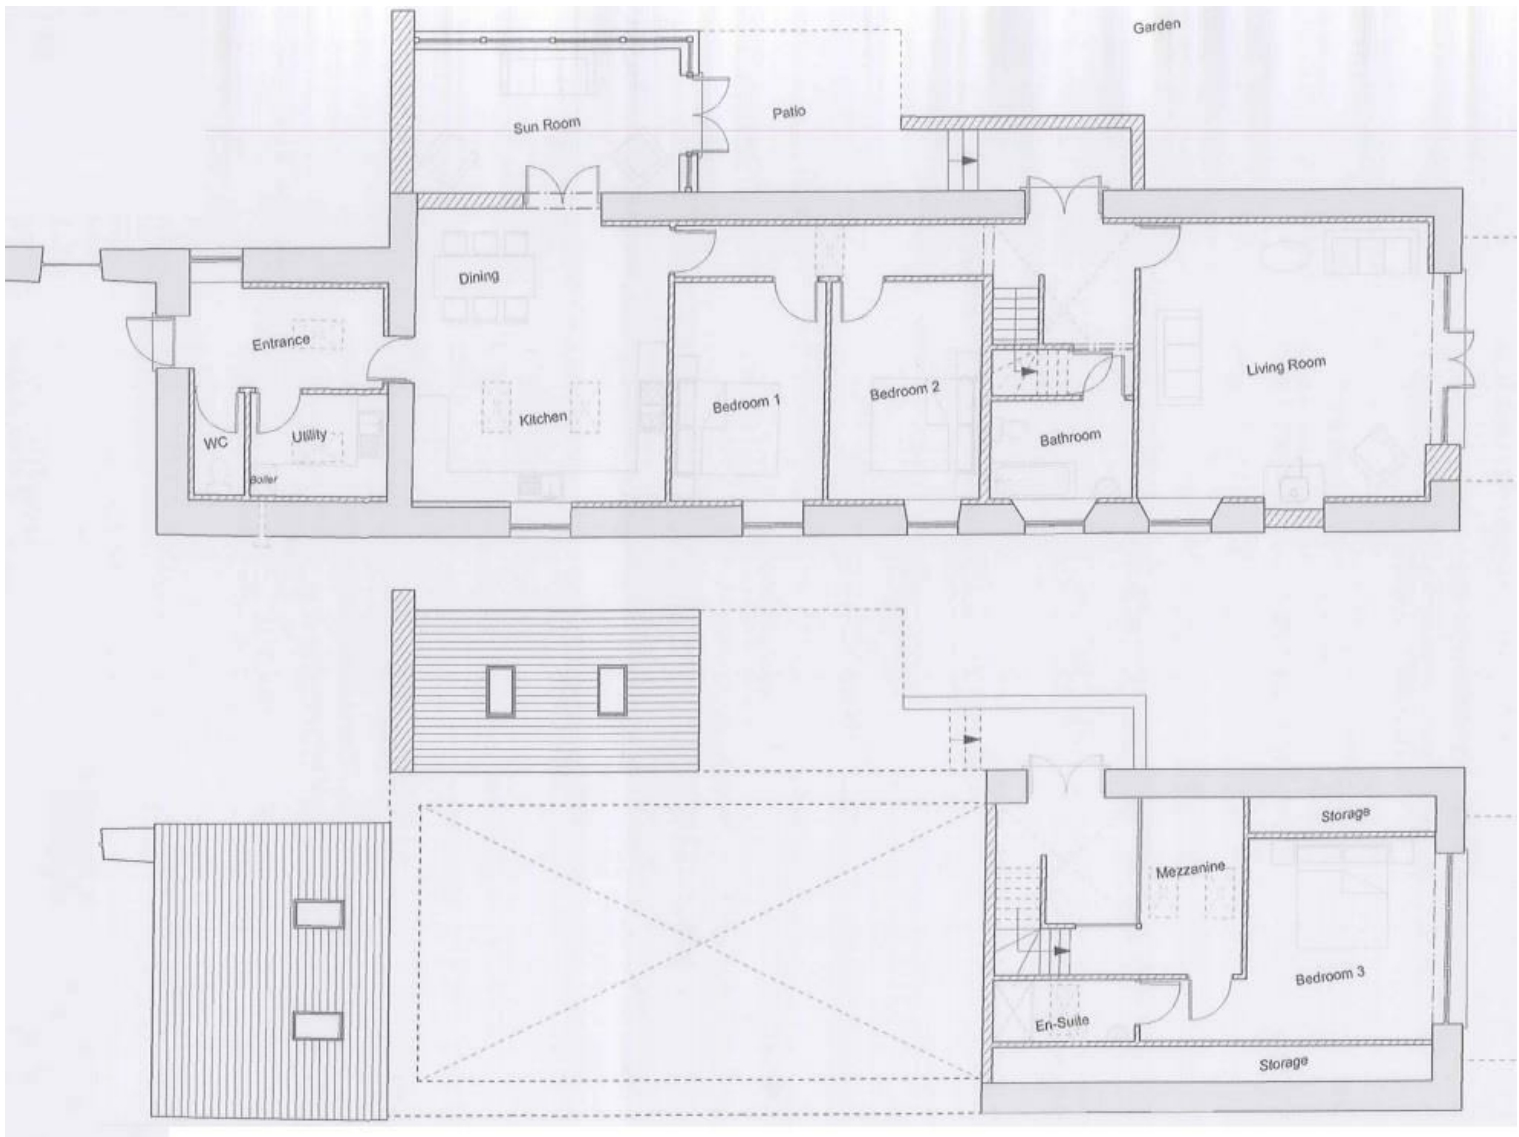 Garden
Patio
Sun Room
Dining
Entrance
Kitchen
Bedroom 1
Bedroom 2
Living Room
WC
Utility
Bathroom
Boiler
Storage
Mezzanine
Bedroom 3
En-Suite
Storage